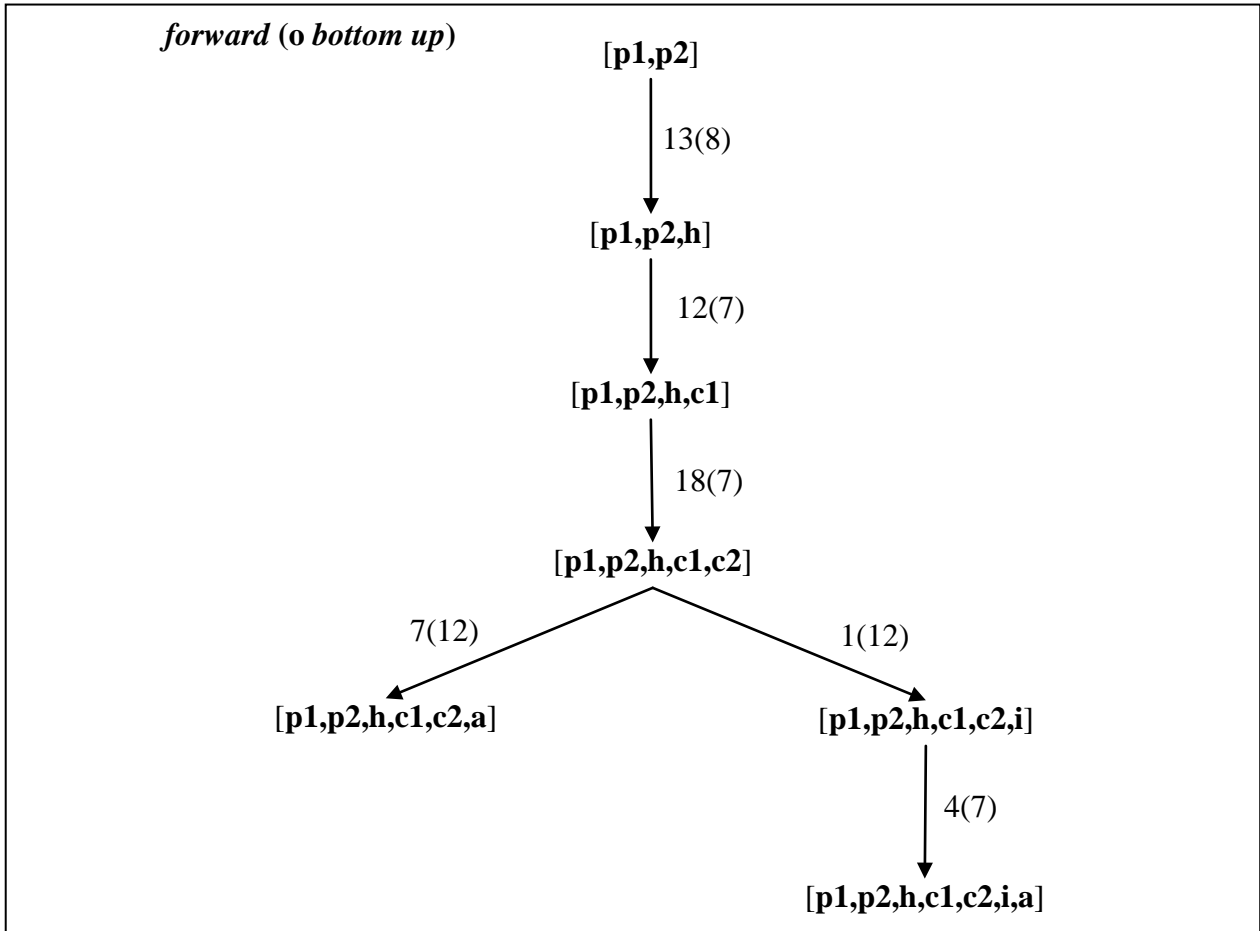 forward (o bottom up)
[p1,p2]
13(8)
[p1,p2,h]
12(7)
[p1,p2,h,c1]
18(7)
[p1,p2,h,c1,c2]
7(12)
1(12)
[p1,p2,h,c1,c2,a]
[p1,p2,h,c1,c2,i]
4(7)
[p1,p2,h,c1,c2,i,a]